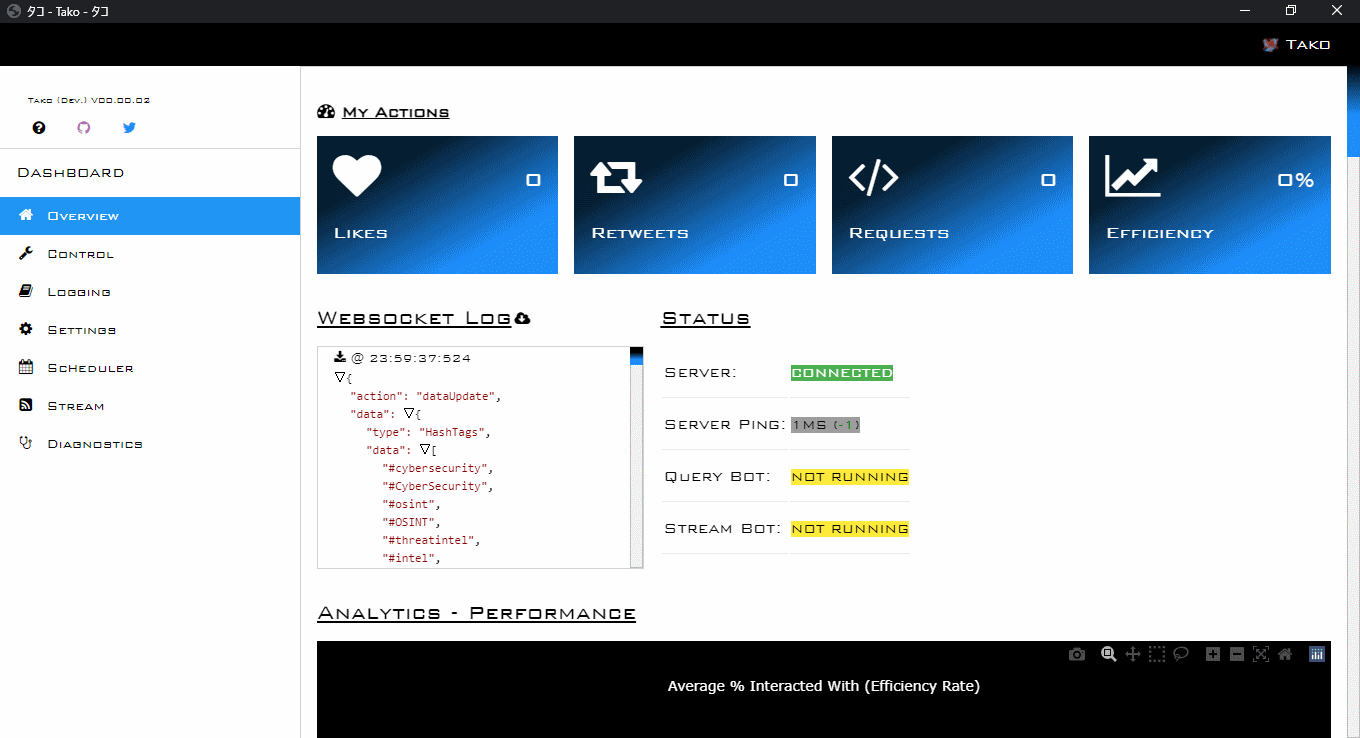 タコ - Tako - タコ
Tako
Tako (Dev.) V00.00.02
Dashboard
Overview
Control
Logging
Settings
Scheduler
Stream
Diagnostics
My Actions
0
Likes
0
Retweets
0
Requests
0%
Efficiency
Websocket Log
@ 23:59:37:524
▽{
"action": "dataUpdate",
"data": ▽{
"type": "HashTags",
"data": ▽[
"#cybersecurity",
"#CyberSecurity",
"#osint",
"#OSINT",
"#threatintel",
"#intel",
Status
Server: CONNECTED
Server Ping: 1ms (-1)
Query Bot: NOT RUNNING
Stream Bot: NOT RUNNING
Analytics - Performance
Average % Interacted With (Efficiency Rate)